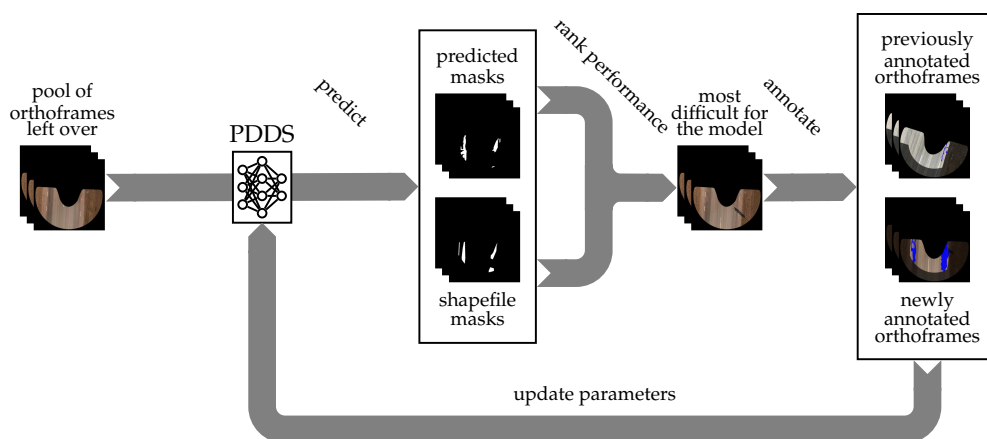 pool of
orthoframes
left over
PDDS
predict
predicted
masks
shapefile
masks
rank performance
most
difficult for
the model
annotate
previously
annotated
orthoframes
newly
annotated
orthoframes
update parameters